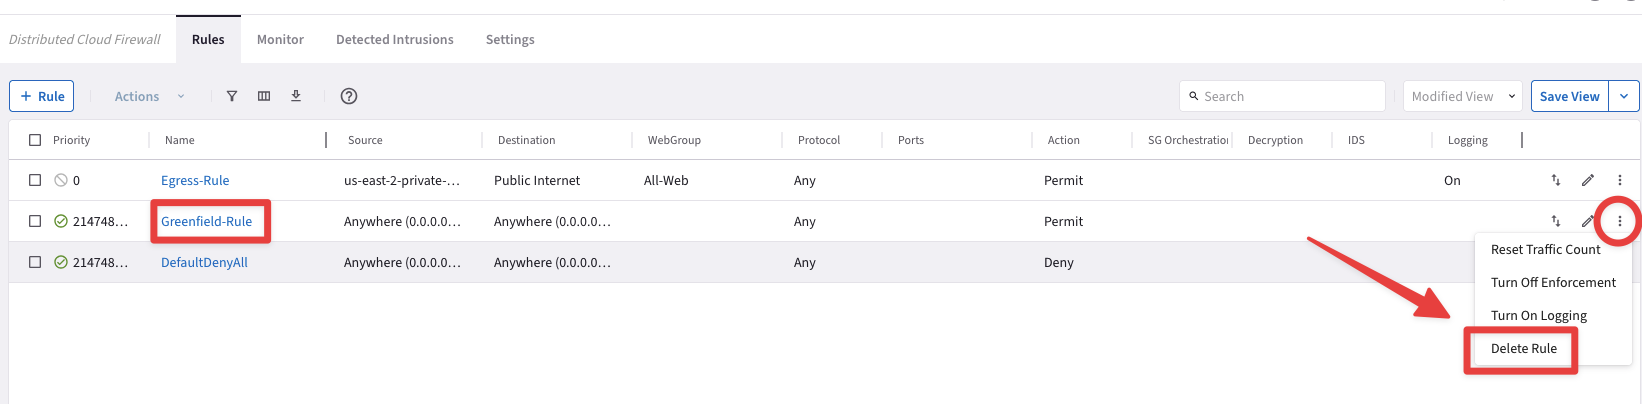 Distributed Cloud Firewall Rules Monitor Detected Intrusions Settings
+ Rule Actions Search Modified View Save View
Priority Name Source Destination WebGroup Protocol Ports Action SG Orchestration Decryption IDS Logging
0 Egress-Rule us-east-2-private-... Public Internet All-Web Any Permit On
214748... Greenfield-Rule Anywhere (0.0.0.0... Anywhere (0.0.0.0... Any Permit
214748... DefaultDenyAll Anywhere (0.0.0.0... Anywhere (0.0.0.0... Any Deny
Reset Traffic Count
Turn Off Enforcement
Turn On Logging
Delete Rule